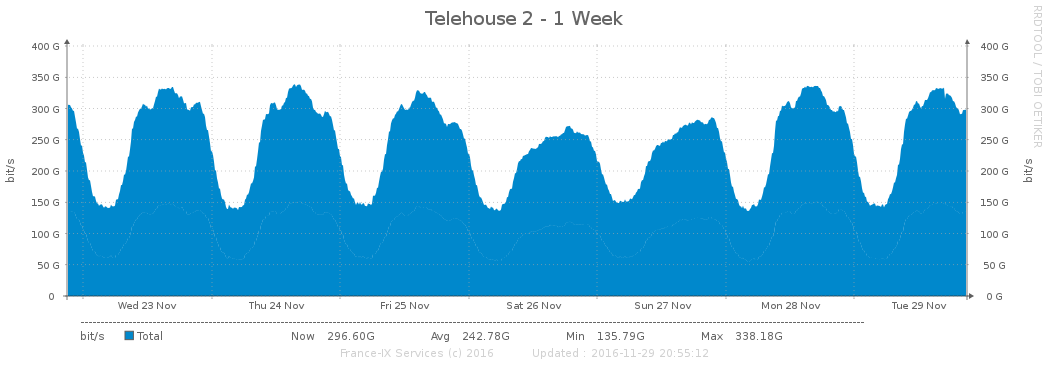 Telehouse 2 - 1 Week
RRDTOOL / TOBI OETIKER
400 G 400 G
350 G 350 G
300 G 300 G
250 G 250 G
200 G 200 G
150 G 150 G
100 G 100 G
50 G 50 G
0 0 G
bit/s
bit/s
Wed 23 Nov Thu 24 Nov Fri 25 Nov Sat 26 Nov Sun 27 Nov Mon 28 Nov Tue 29 Nov
bit/s Total Now 296.60G Avg 242.78G Min 135.79G Max 338.18G
France-IX Services (c) 2016 Updated : 2016-11-29 20:55:12